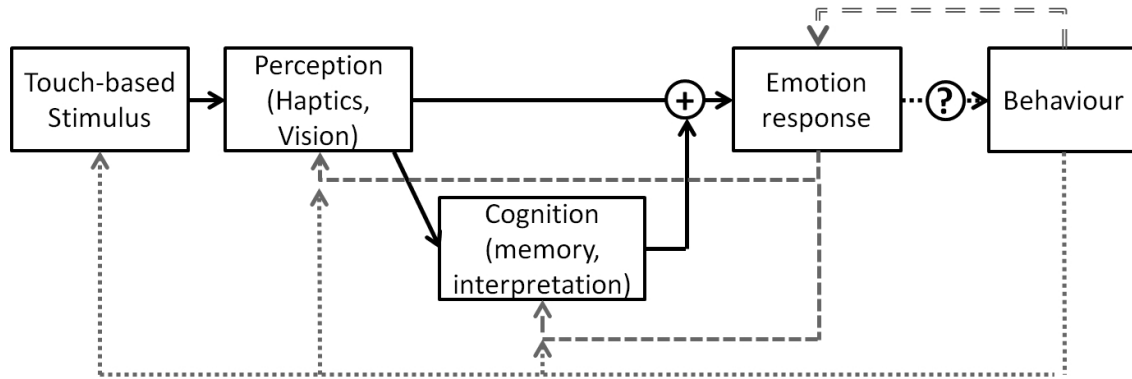 Touch-based
Stimulus
Perception
(Haptics,
Vision)
+
Emotion
response
?
Behaviour
Cognition
(memory,
interpretation)